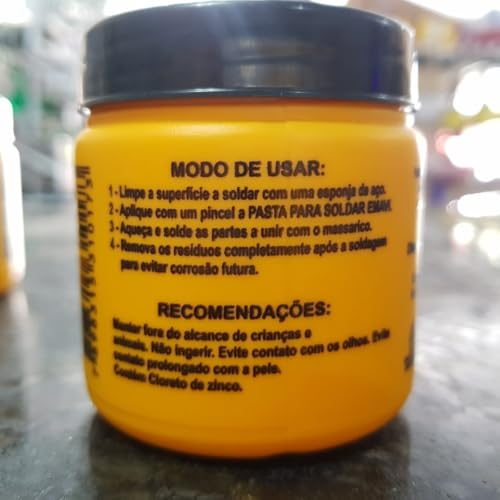 MODO DE USAR:
1 - Limpe a superfície a soldar com uma esponja de aço.
2 - Aplique com um pincel a PASTA PARA SOLDAR EMAVI.
3 - Aqueça e solde as partes a unir com o massarico.
4 - Remova os resíduos completamente após a soldagem
para evitar corrosão futura.
RECOMENDAÇÕES:
Manter fora do alcance de crianças e
animais. Não ingerir. Evite contato com os olhos. Evite
contato prolongado com a pele.
Contém Cloreto de zinco.